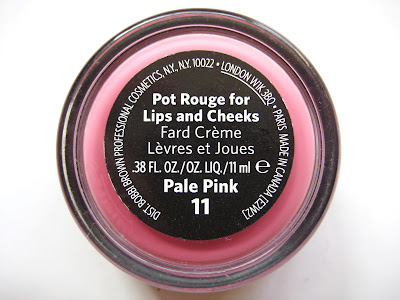 DIST. BOBBI BROWN PROFESSIONAL COSMETICS, N.Y., N.Y. 10022 • LONDON W1K 3BQ • PARIS MADE IN CANADA [E2WZ]
Pot Rouge for
Lips and Cheeks
Fard Crème
Lèvres et Joues
.38 FL. OZ./OZ. LIQ./11 ml ℮
Pale Pink
11